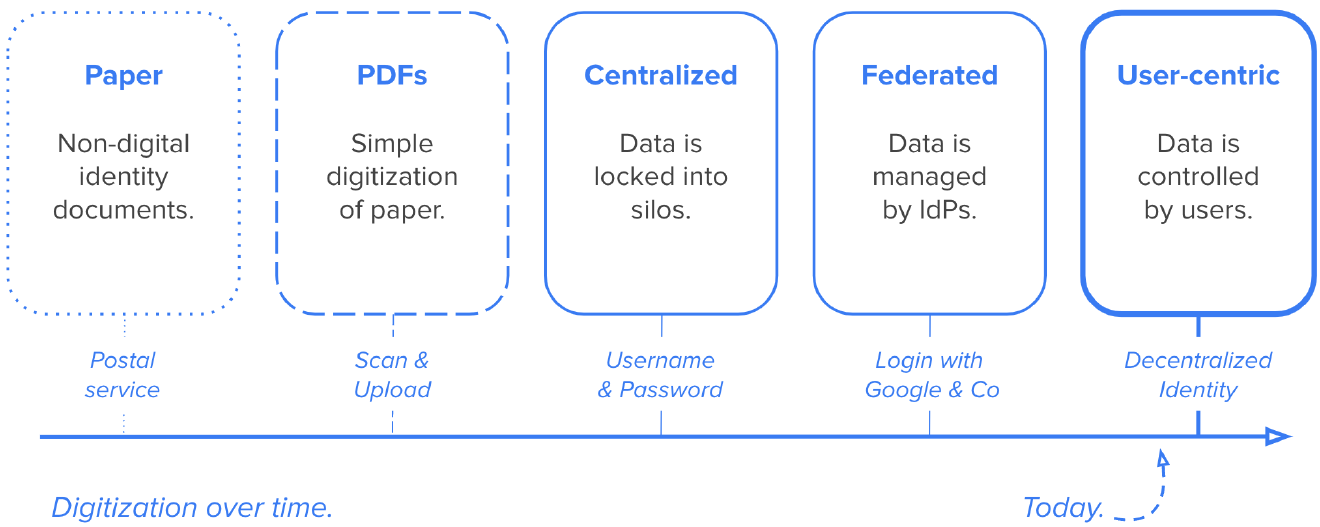 Paper
Non-digital
identity
documents.
Postal
service
PDFs
Simple
digitization
of paper.
Scan &
Upload
Centralized
Data is
locked into
silos.
Username
& Password
Federated
Data is
managed
by IdPs.
Login with
Google & Co
User-centric
Data is
controlled
by users.
Decentralized
Identity
Digitization over time.
Today.